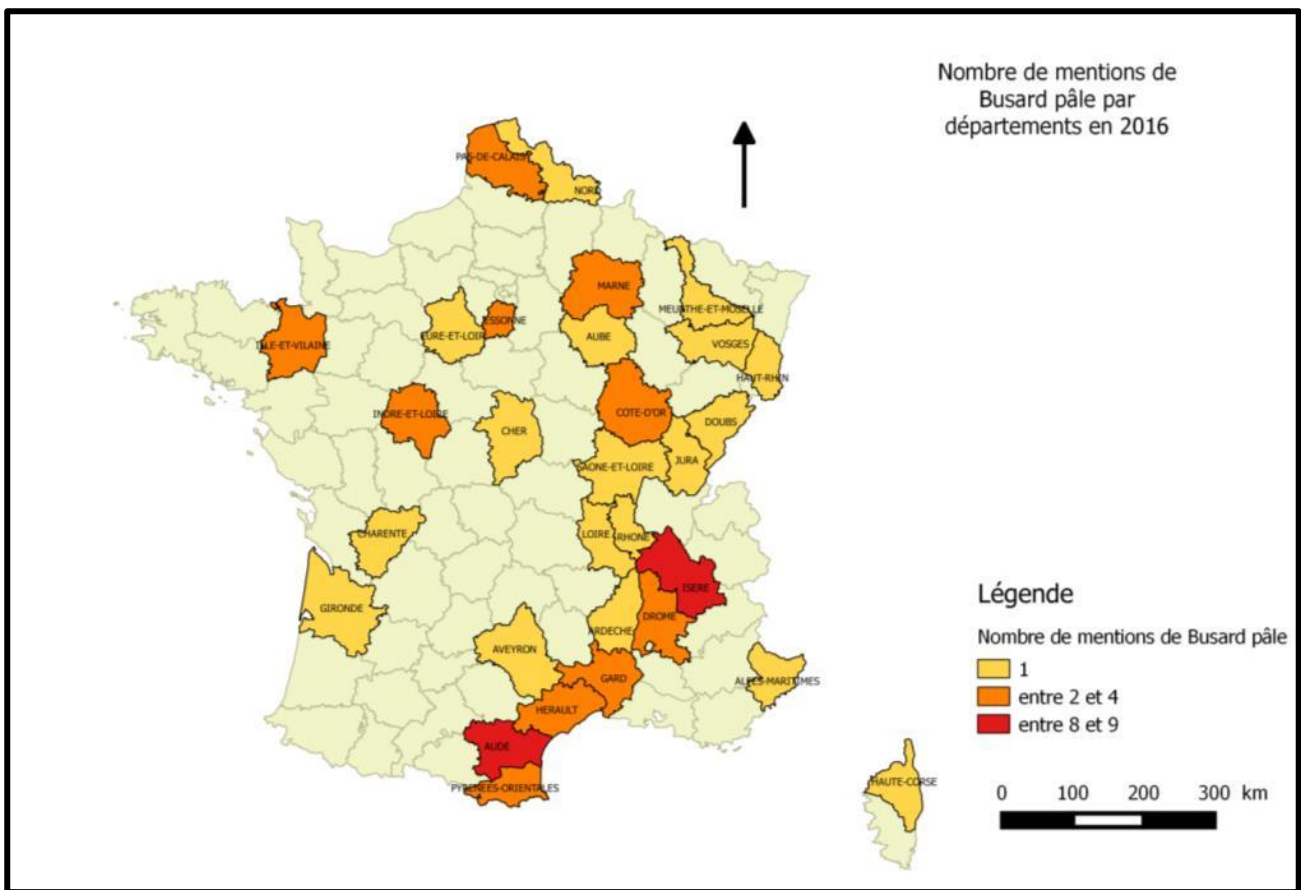 Nombre de mentions de
Busard pâle par
départements en 2016
PAS-DE-CALAIS
NORD
MARNE
MEURTHE-ET-MOSELLE
ESSONNE
EURE-ET-LOIR
AUBE
VOSGES
ILLE-ET-VILAINE
HAUT-RHIN
INDRE-ET-LOIRE
COTE-D'OR
DOUBS
CHER
JURA
SAONE-ET-LOIRE
CHARENTE
LOIRE
RHONE
ISERE
GIRONDE
DROME
ARDECHE
AVEYRON
GARD
ALPES-MARITIMES
HERAULT
AUDE
PYRENEES-ORIENTALES
HAUTE-CORSE
Légende
Nombre de mentions de Busard pâle
1
entre 2 et 4
entre 8 et 9
0 100 200 300 km